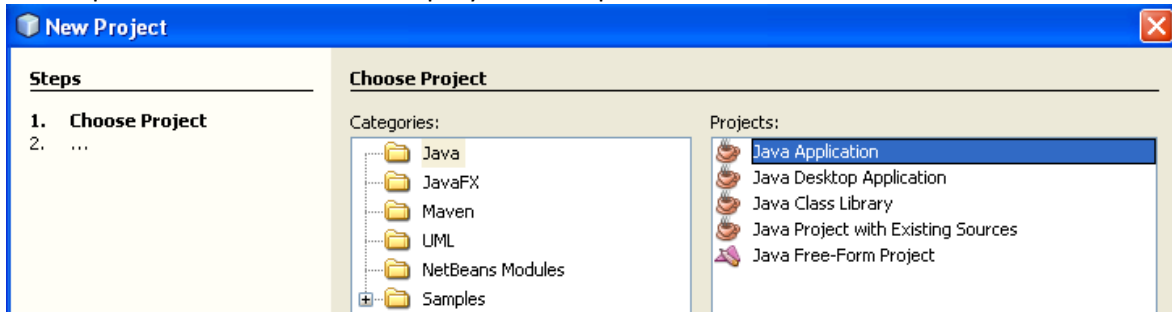 New Project
Steps
1. Choose Project
2. ...
Choose Project
Categories:
Java
JavaFX
Maven
UML
NetBeans Modules
Samples
Projects:
Java Application
Java Desktop Application
Java Class Library
Java Project with Existing Sources
Java Free-Form Project